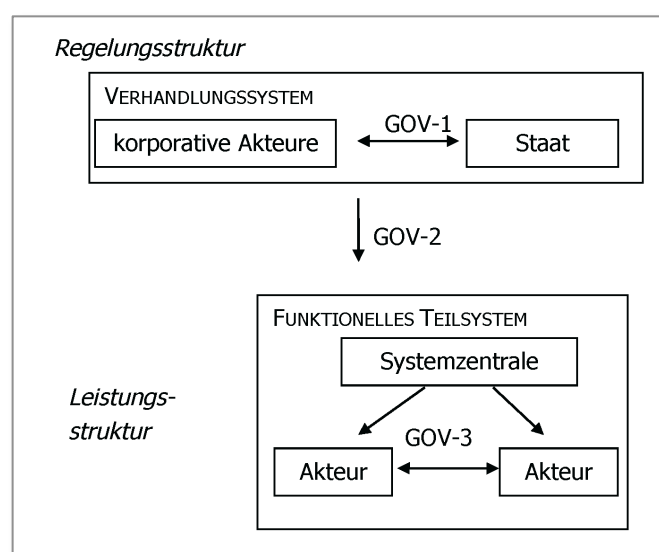 Regelungsstruktur
VERHANDLUNGSSYSTEM
GOV-1
korporative Akteure
Staat
GOV-2
FUNKTIONELLES TEILSYSTEM
Systemzentrale
Leistungs-
struktur
GOV-3
Akteur
Akteur